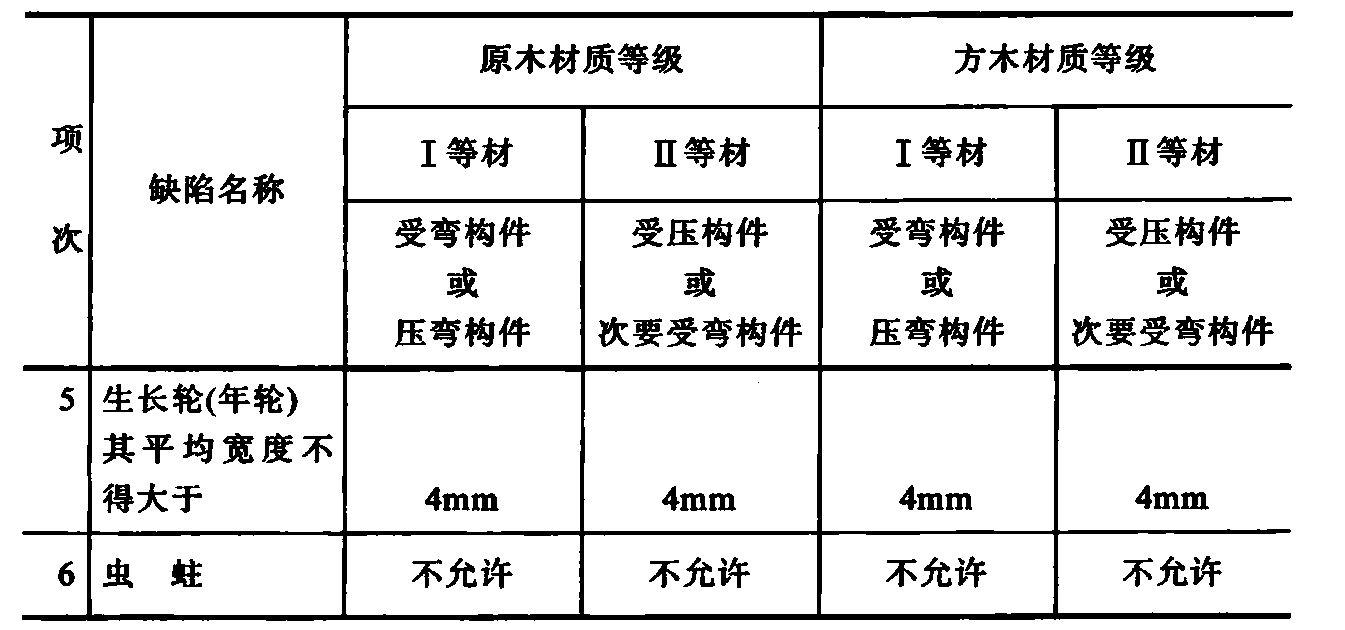 项次 缺陷名称 原木材质等级 方木材质等级
Ⅰ等材 Ⅱ等材 Ⅰ等材 Ⅱ等材
受弯构件 受压构件 受弯构件 受压构件
或 或 或 或
压弯构件 次要受弯构件 压弯构件 次要受弯构件
5 生长轮(年轮)
其平均宽度不
得大于 4mm 4mm 4mm 4mm
6 虫 蛀 不允许 不允许 不允许 不允许